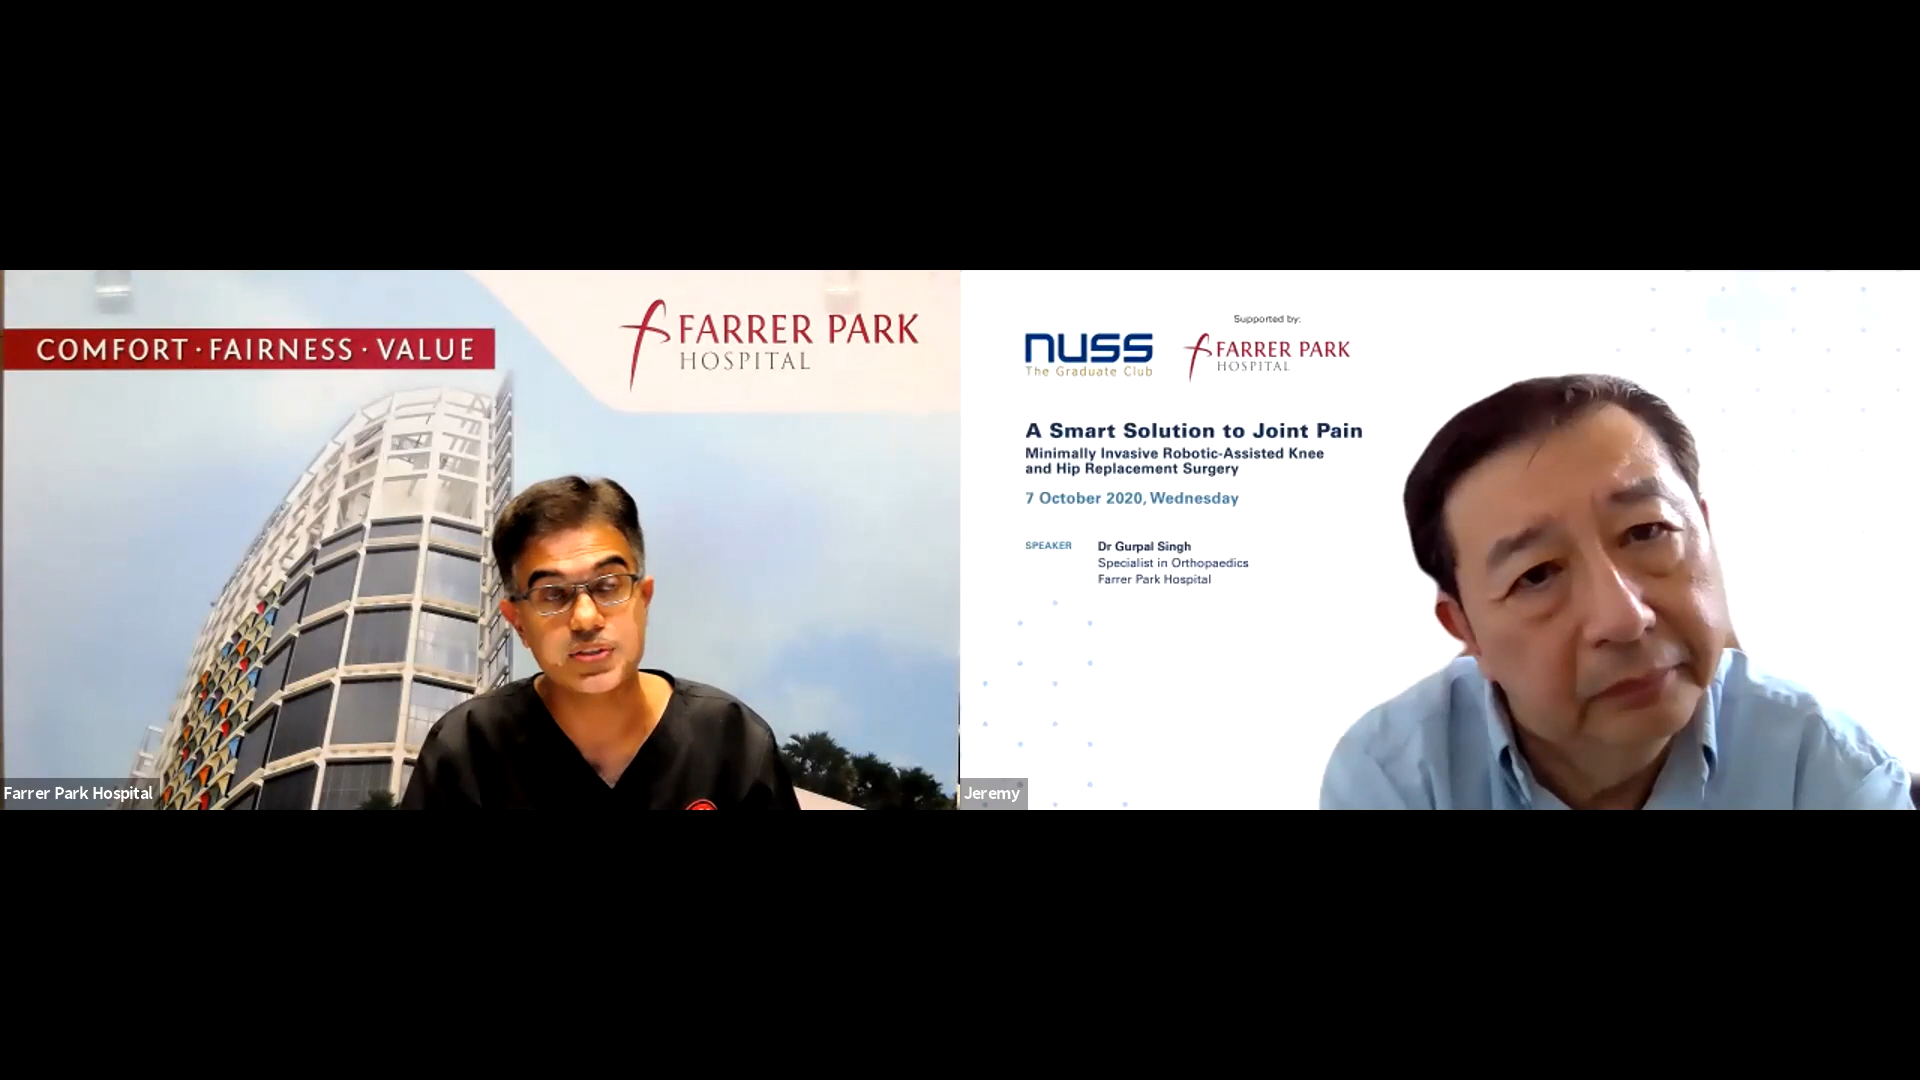 COMFORT · FAIRNESS · VALUE
FARRER PARK
HOSPITAL
Farrer Park Hospital
Supported by:
NUSS
The Graduate Club
FARRER PARK
HOSPITAL
A Smart Solution to Joint Pain
Minimally Invasive Robotic-Assisted Knee
and Hip Replacement Surgery
7 October 2020, Wednesday
SPEAKER
Dr Gurpal Singh
Specialist in Orthopaedics
Farrer Park Hospital
Jeremy